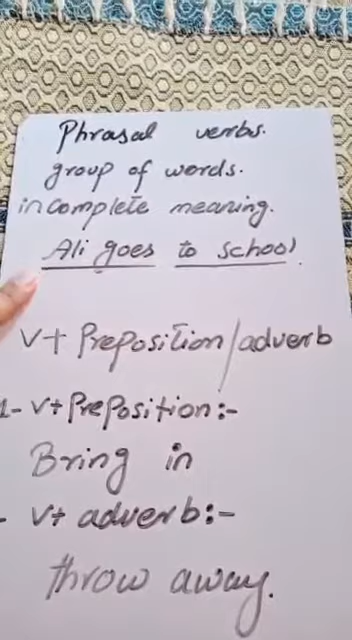 Phrasal verbs.
group of words.
incomplete meaning.
Ali goes to school.
V+ Preposition/adverb
1- V+Preposition:-
Bring in
- V+ adverb:-
throw away.